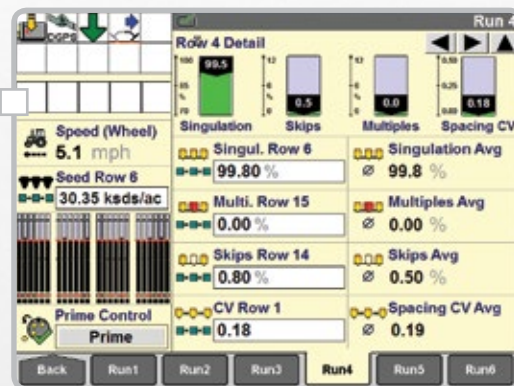 Run 4
DGPS
Row 4 Detail
100
99.5
85
%
70
Singulation
12
6
%
0
0.5
Skips
12
6
%
0
0.0
Multiples
0.50
0.25
0.00
0.18
Spacing CV
Speed (Wheel)
5.1 mph
Seed Row 6
30.35 ksds/ac
Prime Control
Prime
Singul. Row 6
99.80 %
Singulation Avg
Ø 99.8 %
Multi. Row 15
0.00 %
Multiples Avg
Ø 0.00 %
Skips Row 14
0.80 %
Skips Avg
Ø 0.50 %
CV Row 1
0.18
Spacing CV Avg
Ø 0.19
Back
Run1
Run2
Run3
Run4
Run5
Run6